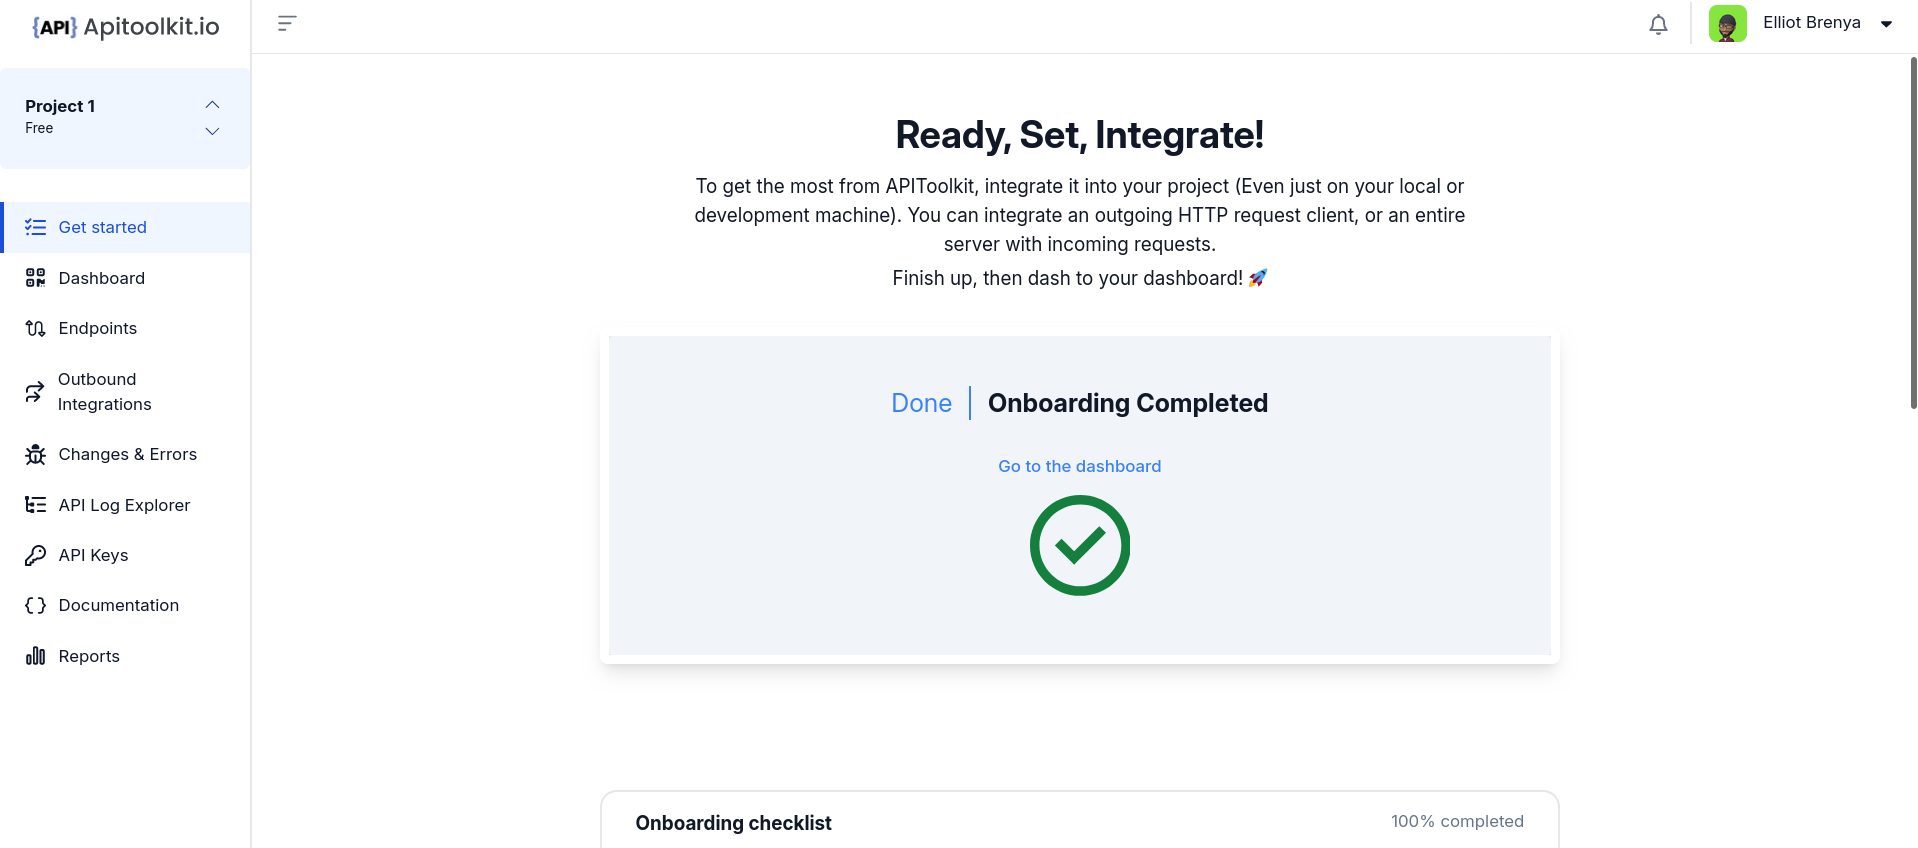 {API} Apitoolkit.io
Elliot Brenya
Project 1
Free
Get started
Dashboard
Endpoints
Outbound
Integrations
Changes & Errors
API Log Explorer
API Keys
Documentation
Reports
Ready, Set, Integrate!
To get the most from APIToolkit, integrate it into your project (Even just on your local or
development machine). You can integrate an outgoing HTTP request client, or an entire
server with incoming requests.
Finish up, then dash to your dashboard! 🚀
Done | Onboarding Completed
Go to the dashboard
Onboarding checklist
100% completed